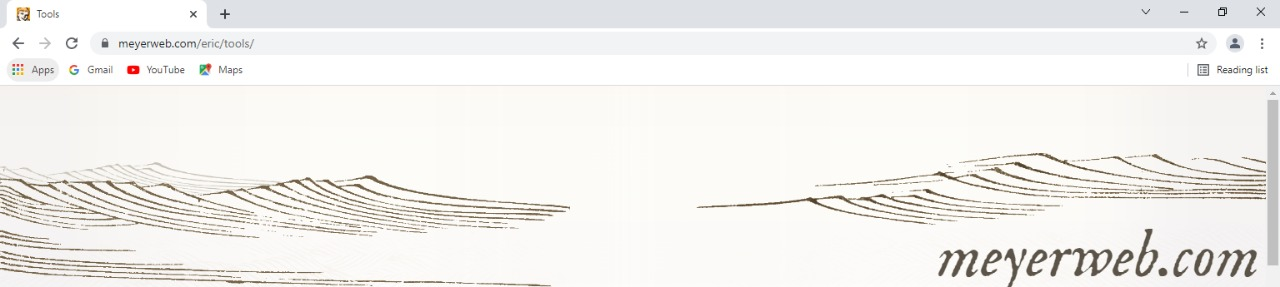 Tools
meyerweb.com/eric/tools/
Apps Gmail YouTube Maps Reading list
meyerweb.com